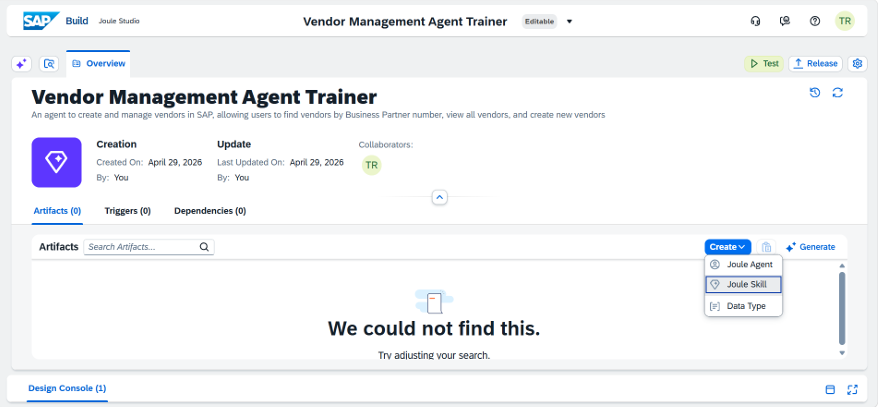 SAP Build Joule Studio
Vendor Management Agent Trainer Editable
TR
Overview
Test Release
Vendor Management Agent Trainer
An agent to create and manage vendors in SAP, allowing users to find vendors by Business Partner number, view all vendors, and create new vendors
Creation Update Collaborators:
Created On: April 29, 2026 Last Updated On: April 29, 2026 TR
By: You By: You
Artifacts (0) Triggers (0) Dependencies (0)
Artifacts Search Artifacts... Create Generate
Joule Agent
Joule Skill
Data Type
We could not find this.
Try adjusting your search.
Design Console (1)